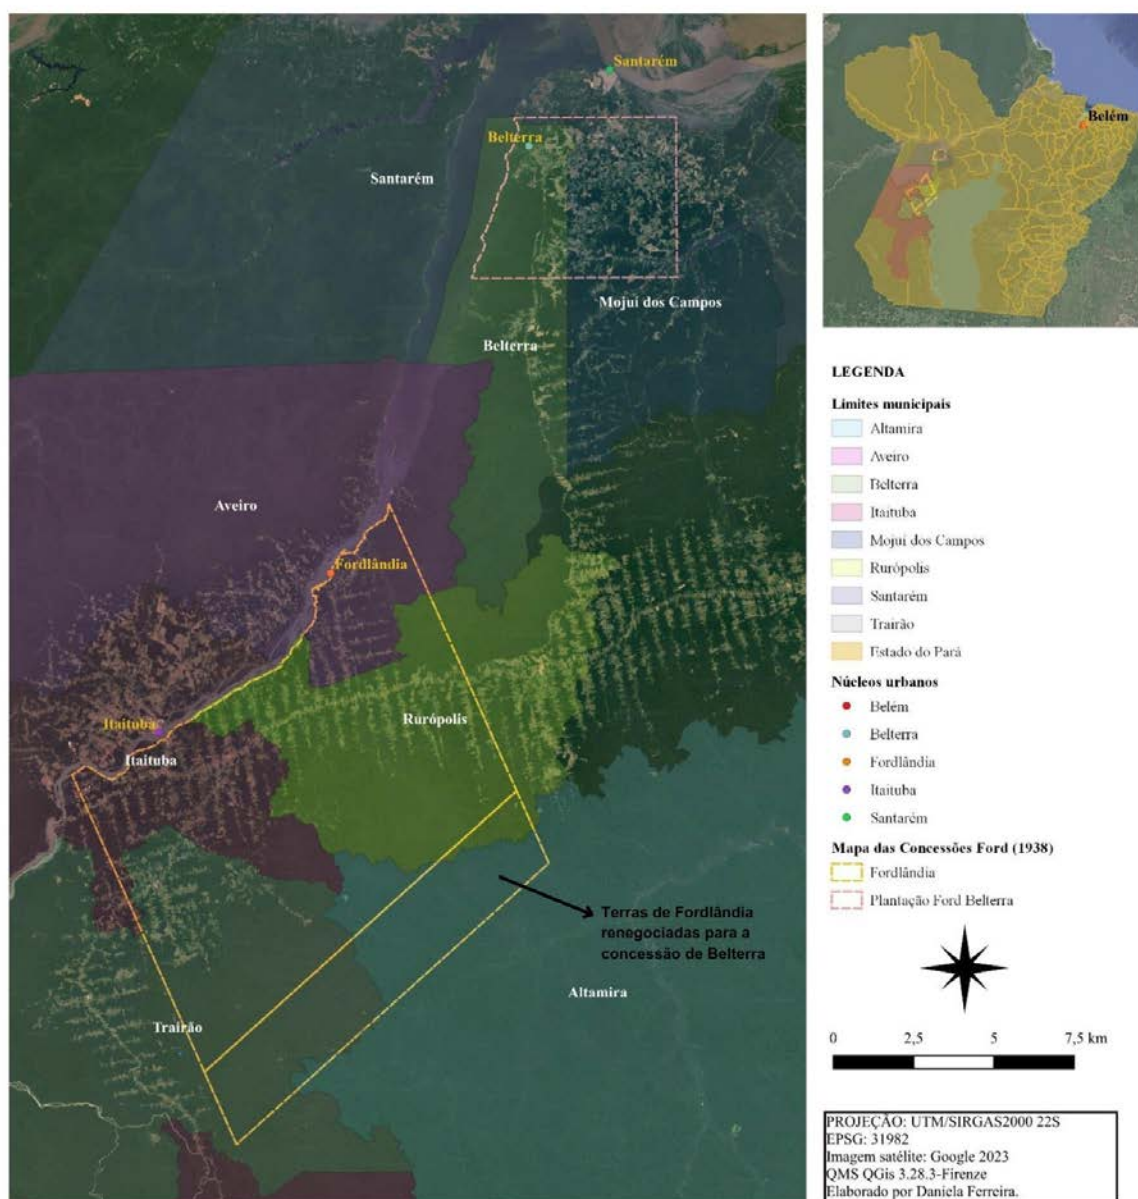 Santarém
Belterra
Santarém
Mojuí dos Campos
Belterra
Aveiro
Fordlândia
Rurópolis
Itaituba
Itaituba
Terras de Fordlândia
renegociadas para a
concessão de Belterra
Altamira
Trairão
Belém
LEGENDA
Limites municipais
Altamira
Aveiro
Belterra
Itaituba
Mojuí dos Campos
Rurópolis
Santarém
Trairão
Estado do Pará
Núcleos urbanos
Belém
Belterra
Fordlândia
Itaituba
Santarém
Mapa das Concessões Ford (1938)
Fordlândia
Plantação Ford Belterra
0 2,5 5 7,5 km
PROJEÇÃO: UTM/SIRGAS2000 22S
EPSG: 31982
Imagem satélite: Google 2023
QMS QGis 3.28.3-Firenze
Elaborado por Daniela Ferreira.